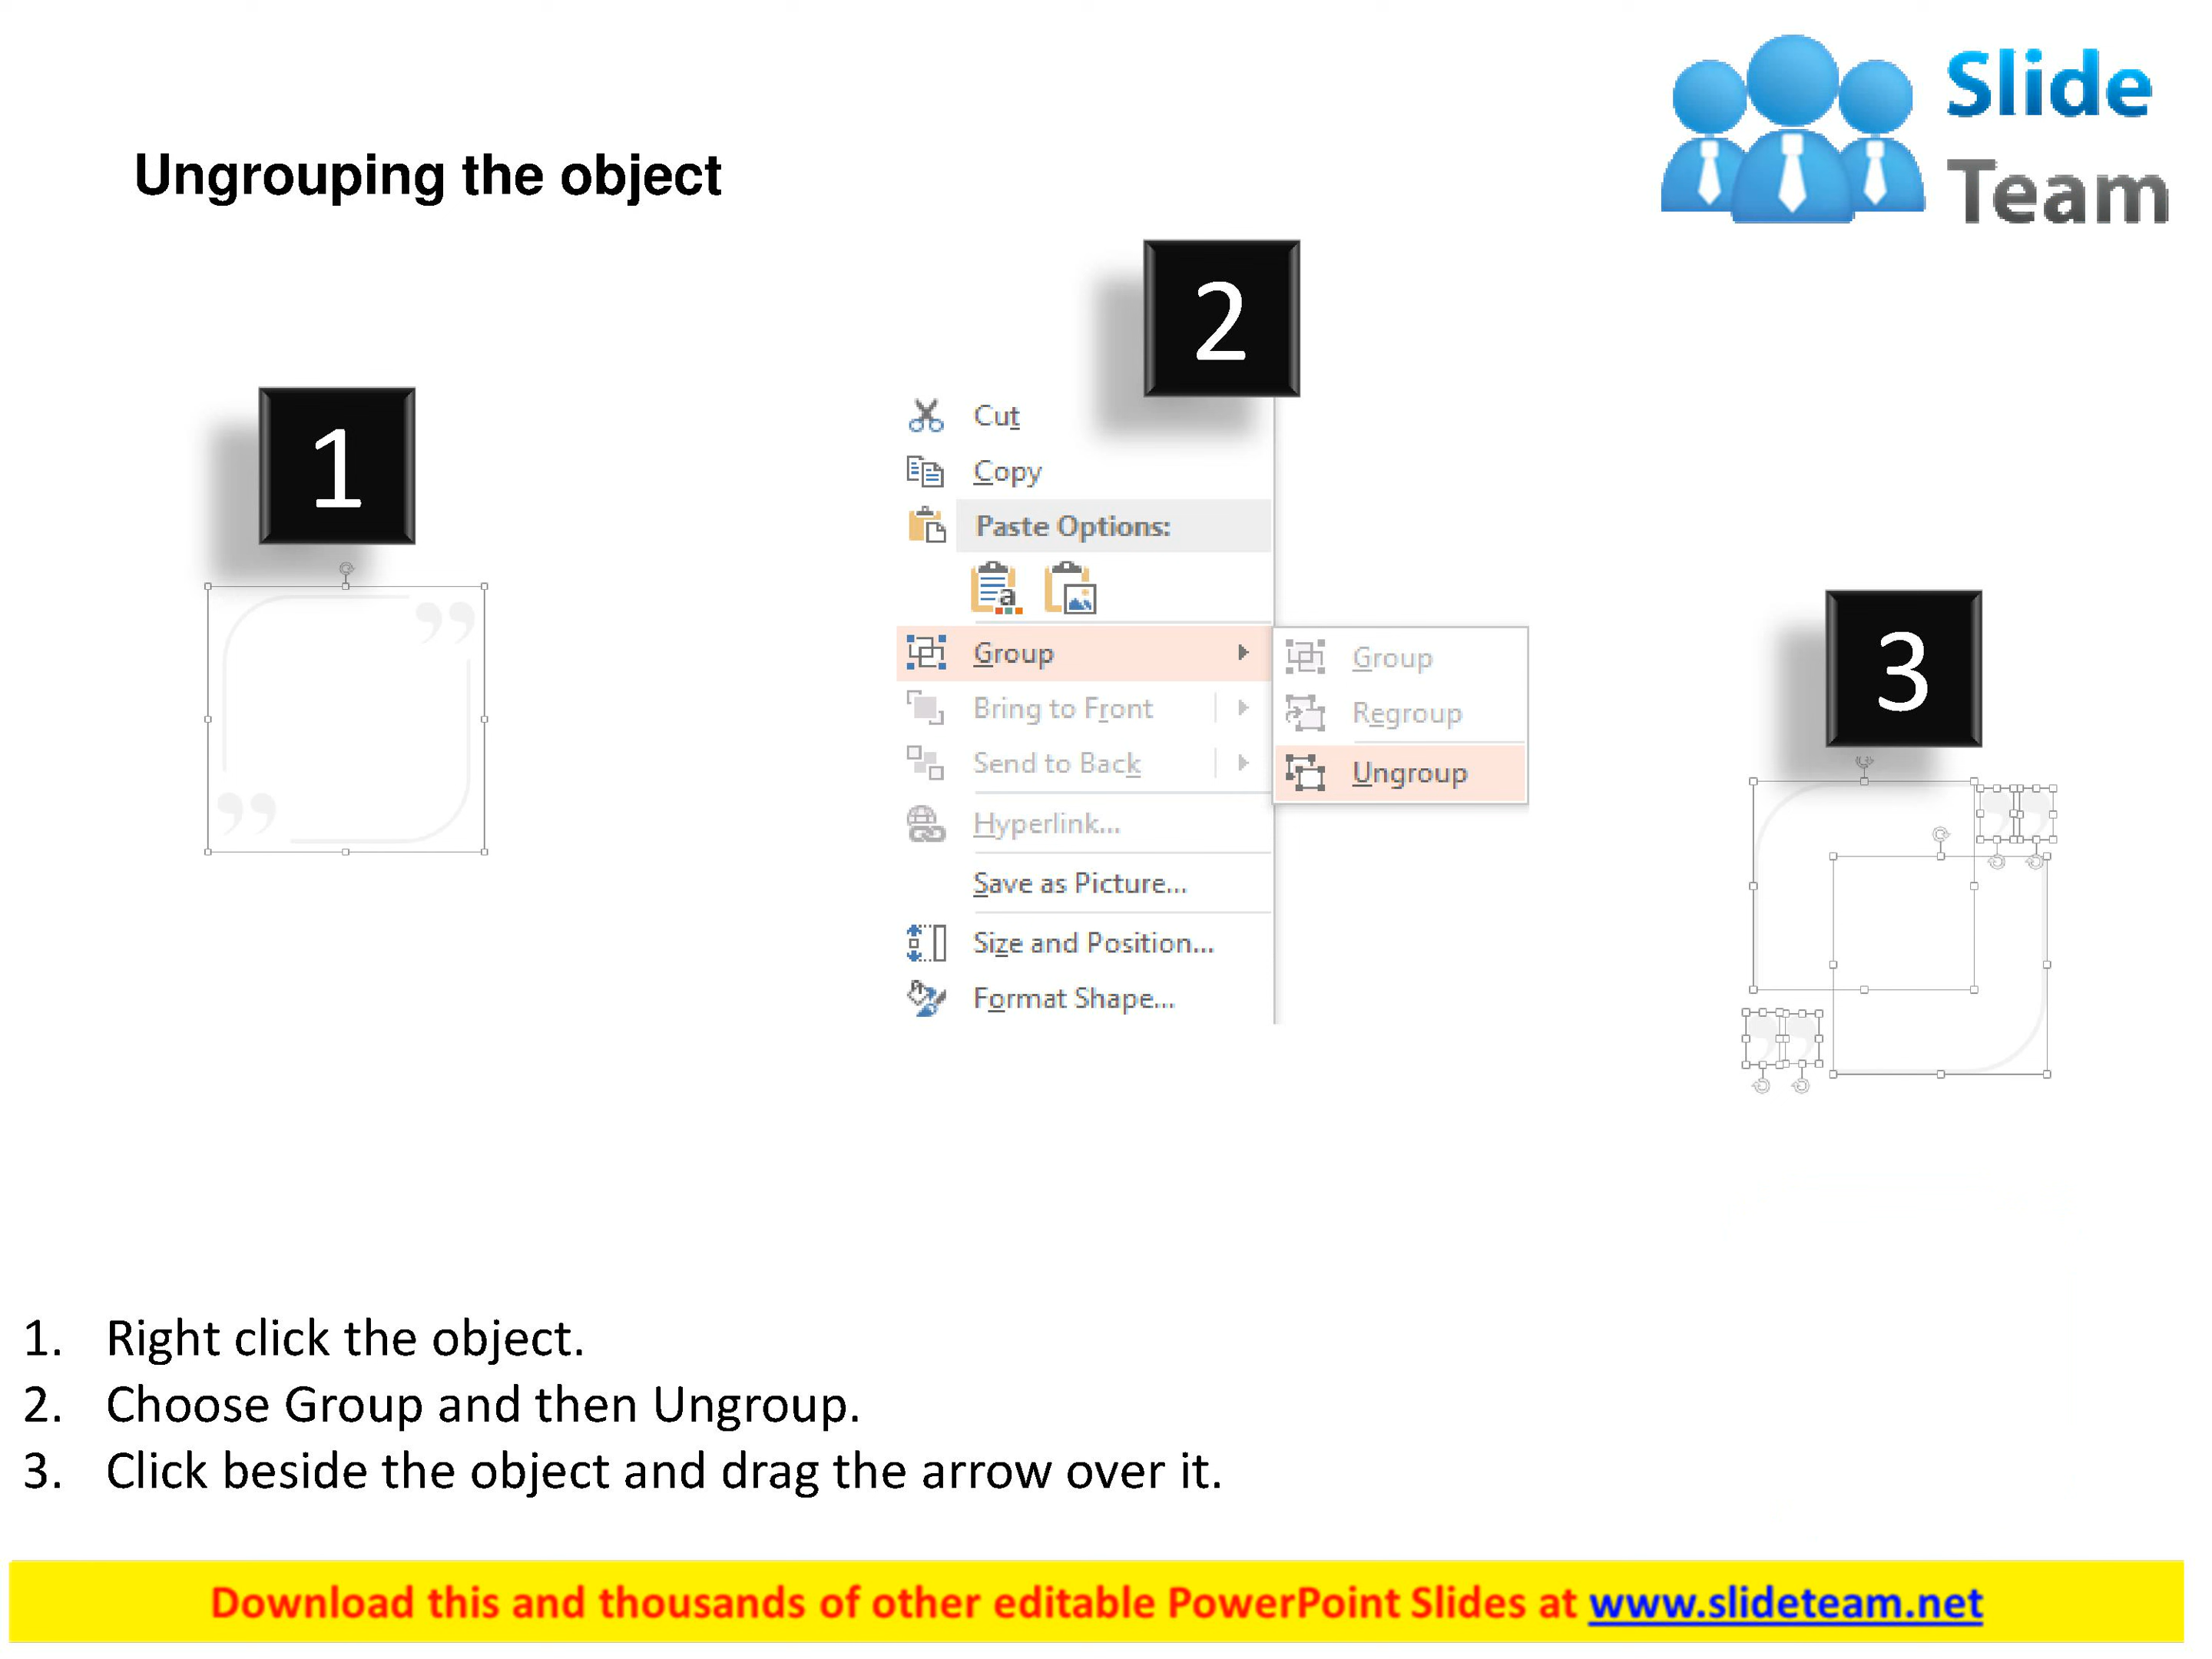 Slide
Team
Ungrouping the object
1
2
3
Cut
Copy
Paste Options:
a
Group
Bring to Front
Send to Back
Hyperlink...
Save as Picture...
Size and Position...
Format Shape...
Group
Regroup
Ungroup
1. Right click the object.
2. Choose Group and then Ungroup.
3. Click beside the object and drag the arrow over it.
Download this and thousands of other editable PowerPoint Slides at www.slideteam.net